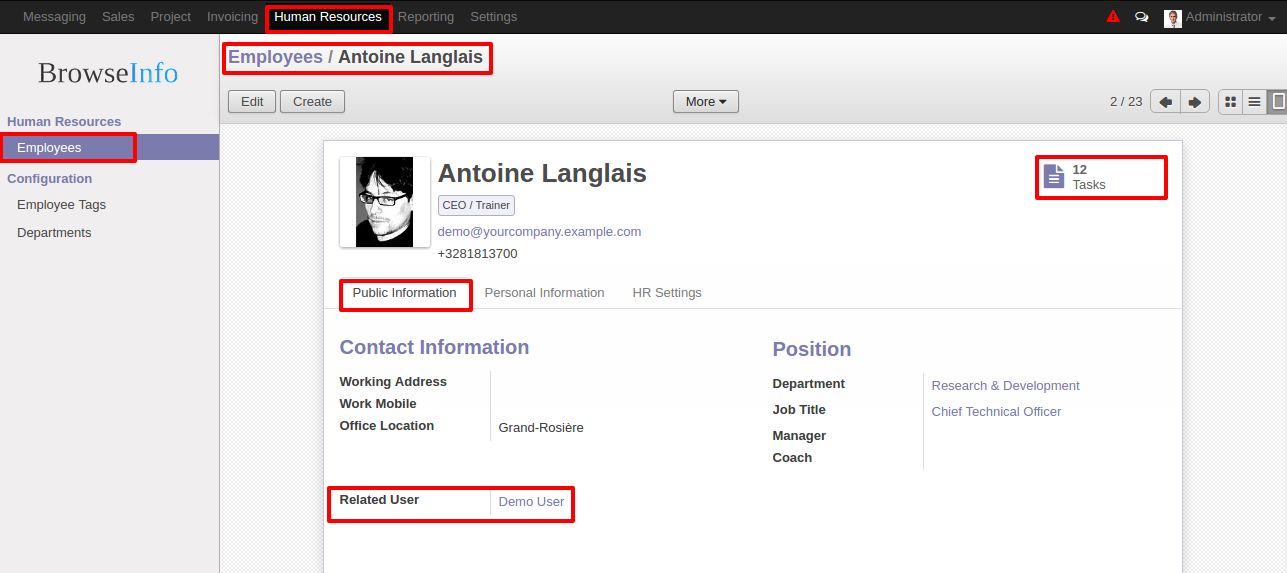 Messaging Sales Project Invoicing Human Resources Reporting Settings Administrator
BrowseInfo
Human Resources
Employees
Configuration
Employee Tags
Departments
Employees / Antoine Langlais
Edit Create More 2 / 23
Antoine Langlais
CEO / Trainer
demo@yourcompany.example.com
+3281813700
12
Tasks
Public Information Personal Information HR Settings
Contact Information
Working Address
Work Mobile
Office Location Grand-Rosière
Related User Demo User
Position
Department Research & Development
Job Title Chief Technical Officer
Manager
Coach